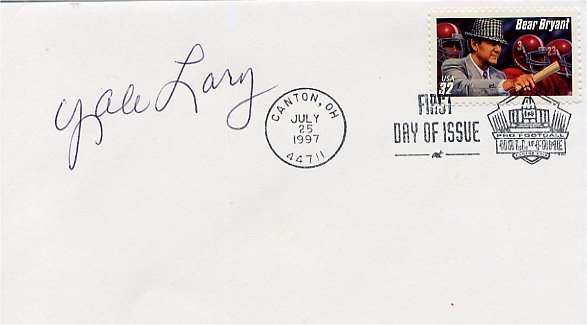 Yale Lary
Bear Bryant
USA
32
CANTON, OH
JULY
25
1997
44711
FIRST
DAY OF ISSUE
at
PRO FOOTBALL
HALL OF FAME